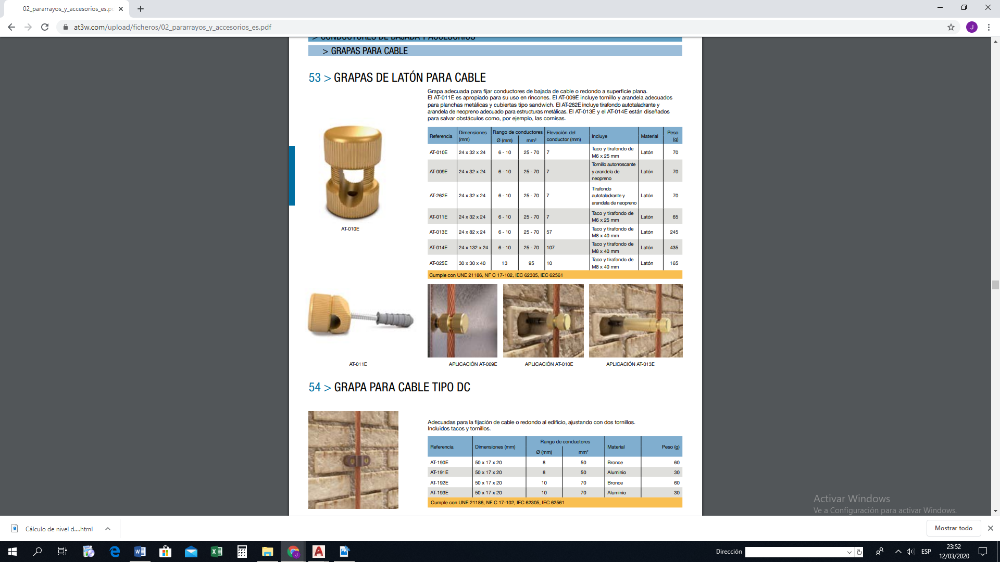 02_pararrayos_y_accesorios_es.pd
at3w.com/upload/ficheros/02_pararrayos_y_accesorios_es.pdf
J
> CONDUCTORES DE BAJADA Y ACCESORIOS
> GRAPAS PARA CABLE
53 > GRAPAS DE LATÓN PARA CABLE
Grapa adecuada para fijar conductores de bajada de cable o redondo a superficie plana.
El AT-011E es apropiado para su uso en rincones. El AT-009E incluye tornillo y arandela adecuados
para planchas metálicas y cubiertas tipo sandwich. El AT-262E incluye tirafondo autotaladrante y
arandela de neopreno adecuado para estructuras metálicas. El AT-013E y el AT-014E están diseñados
para salvar obstáculos como, por ejemplo, las cornisas.
Referencia Dimensiones (mm) Rango de conductores Ø (mm) mm² Elevación del conductor (mm) Incluye Material Peso (g)
AT-010E 24 x 32 x 24 6 - 10 25 - 70 7 Taco y tirafondo de M6 x 25 mm Latón 70
AT-009E 24 x 32 x 24 6 - 10 25 - 70 7 Tornillo autorroscante y arandela de neopreno Latón 70
AT-262E 24 x 32 x 24 6 - 10 25 - 70 7 Tirafondo autotaladrante y arandela de neopreno Latón 70
AT-011E 24 x 32 x 24 6 - 10 25 - 70 7 Taco y tirafondo de M6 x 25 mm Latón 65
AT-013E 24 x 82 x 24 6 - 10 25 - 70 57 Taco y tirafondo de M8 x 40 mm Latón 245
AT-014E 24 x 132 x 24 6 - 10 25 - 70 107 Taco y tirafondo de M8 x 40 mm Latón 435
AT-025E 30 x 30 x 40 13 95 10 Taco y tirafondo de M8 x 40 mm Latón 165
Cumple con UNE 21186, NF C 17-102, IEC 62305, IEC 62561
AT-010E
AT-011E
APLICACIÓN AT-009E
APLICACIÓN AT-010E
APLICACIÓN AT-013E
54 > GRAPA PARA CABLE TIPO DC
Adecuadas para la fijación de cable o redondo al edificio, ajustando con dos tornillos.
Incluidos tacos y tornillos.
Referencia Dimensiones (mm) Rango de conductores Ø (mm) mm² Material Peso (g)
AT-190E 50 x 17 x 20 8 50 Bronce 60
AT-191E 50 x 17 x 20 8 50 Aluminio 30
AT-192E 50 x 17 x 20 10 70 Bronce 60
AT-193E 50 x 17 x 20 10 70 Aluminio 30
Cumple con UNE 21186, NF C 17-102, IEC 62305, IEC 62561
Activar Windows
Ve a Configuración para activar Windows.
Cálculo de nivel d....html
Mostrar todo
Dirección
ESP
23:52
12/03/2020